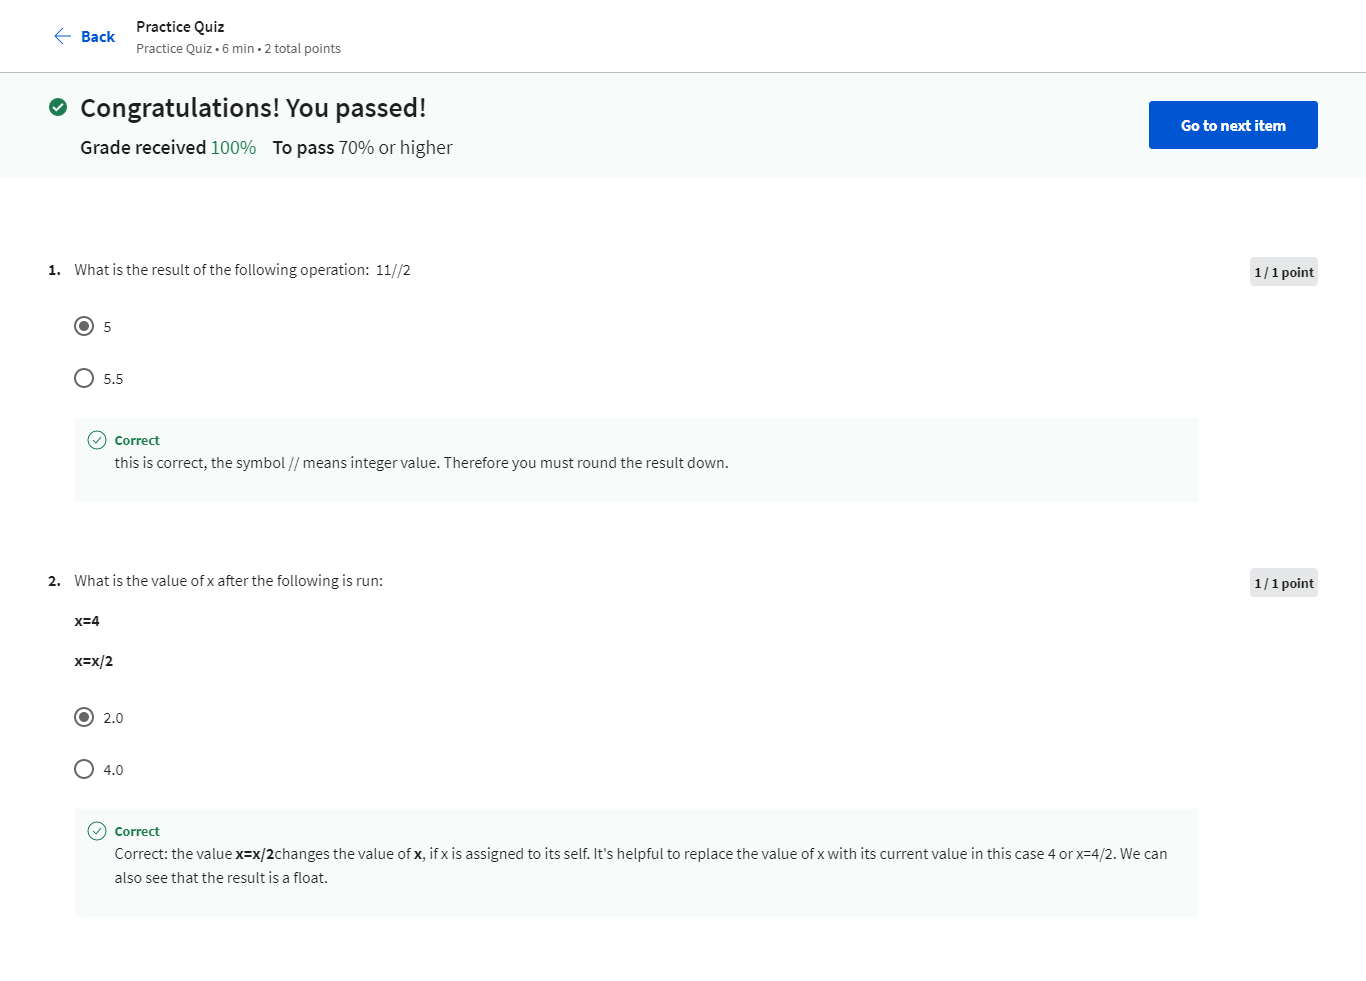 Back
Practice Quiz
Practice Quiz • 6 min • 2 total points
Congratulations! You passed!
Grade received 100% To pass 70% or higher
Go to next item
1. What is the result of the following operation: 11//2
1 / 1 point
5
5.5
Correct
this is correct, the symbol // means integer value. Therefore you must round the result down.
2. What is the value of x after the following is run:
1 / 1 point
x=4
x=x/2
2.0
4.0
Correct
Correct: the value x=x/2changes the value of x, if x is assigned to its self. It's helpful to replace the value of x with its current value in this case 4 or x=4/2. We can
also see that the result is a float.